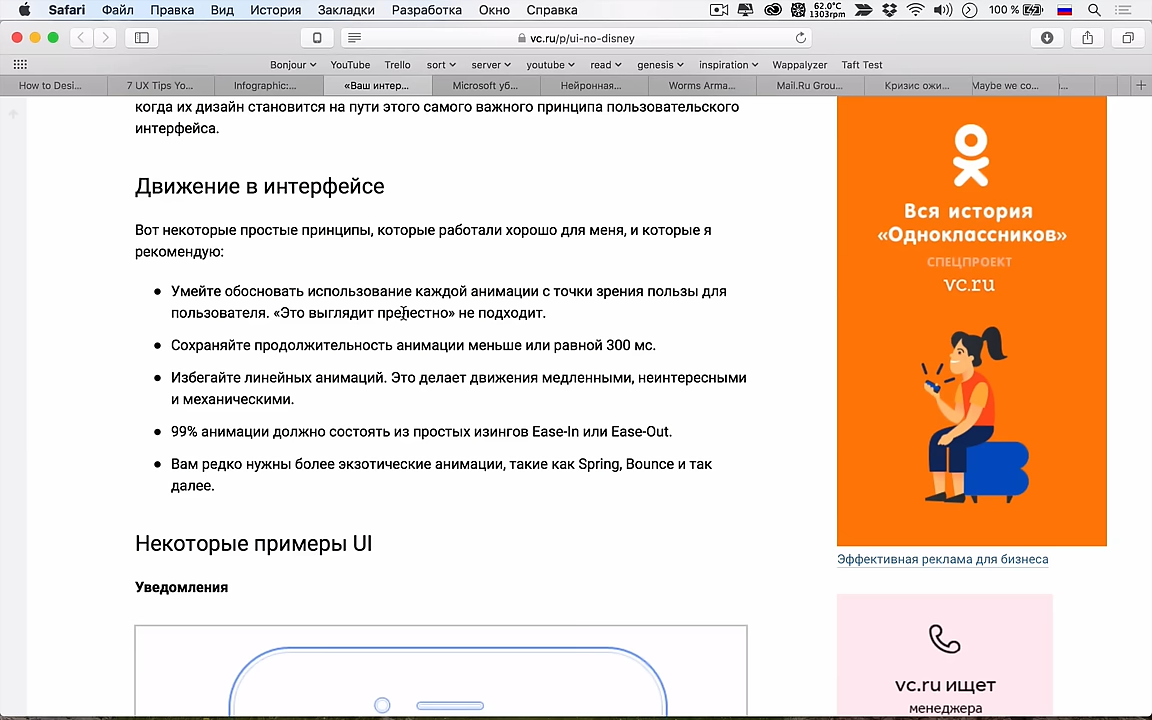 Safari Файл Правка Вид История Закладки Разработка Окно Справка 62.0°C 1303rpm 100 %
vc.ru/p/ui-no-disney
Bonjour YouTube Trello sort server youtube read genesis inspiration Wappalyzer Taft Test
How to Desi... 7 UX Tips Yo... Infographic:... «Ваш интер... Microsoft уб... Нейронная... Worms Arma... Mail.Ru Grou... Кризис ожи... Maybe we co...
когда их дизайн становится на пути этого самого важного принципа пользовательского
интерфейса.
Движение в интерфейсе
Вот некоторые простые принципы, которые работали хорошо для меня, и которые я
рекомендую:
• Умейте обосновать использование каждой анимации с точки зрения пользы для
пользователя. «Это выглядит прелестно» не подходит.
• Сохраняйте продолжительность анимации меньше или равной 300 мс.
• Избегайте линейных анимаций. Это делает движения медленными, неинтересными
и механическими.
• 99% анимации должно состоять из простых изингов Ease-In или Ease-Out.
• Вам редко нужны более экзотические анимации, такие как Spring, Bounce и так
далее.
Некоторые примеры UI
Уведомления
Вся история
«Одноклассников»
СПЕЦПРОЕКТ
vc.ru
Эффективная реклама для бизнеса
vc.ru ищет
менеджера